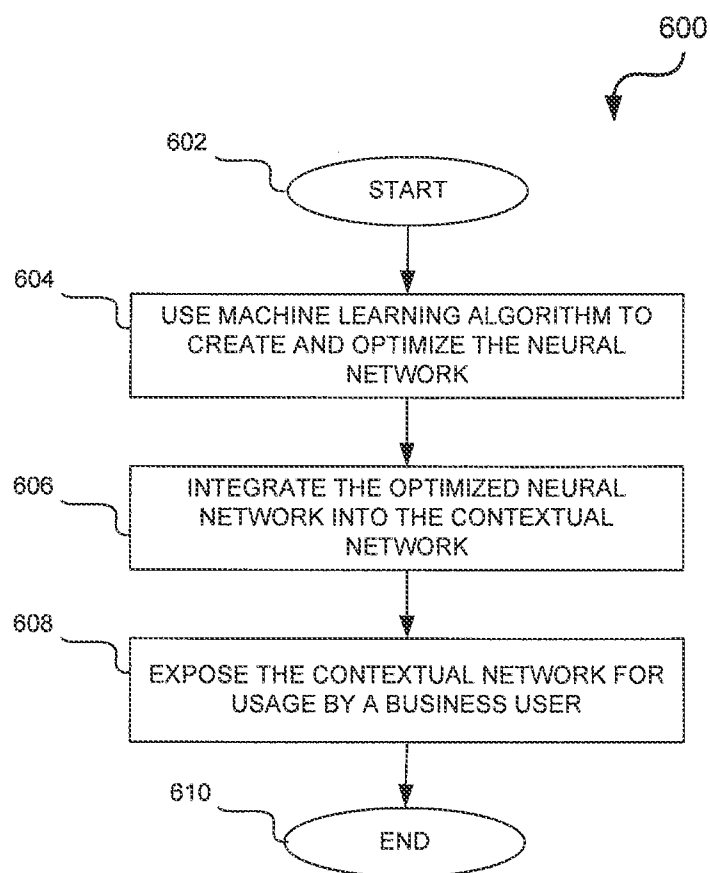 600
602
START
604
USE MACHINE LEARNING ALGORITHM TO
CREATE AND OPTIMIZE THE NEURAL
NETWORK
606
INTEGRATE THE OPTIMIZED NEURAL
NETWORK INTO THE CONTEXTUAL
NETWORK
608
EXPOSE THE CONTEXTUAL NETWORK FOR
USAGE BY A BUSINESS USER
610
END